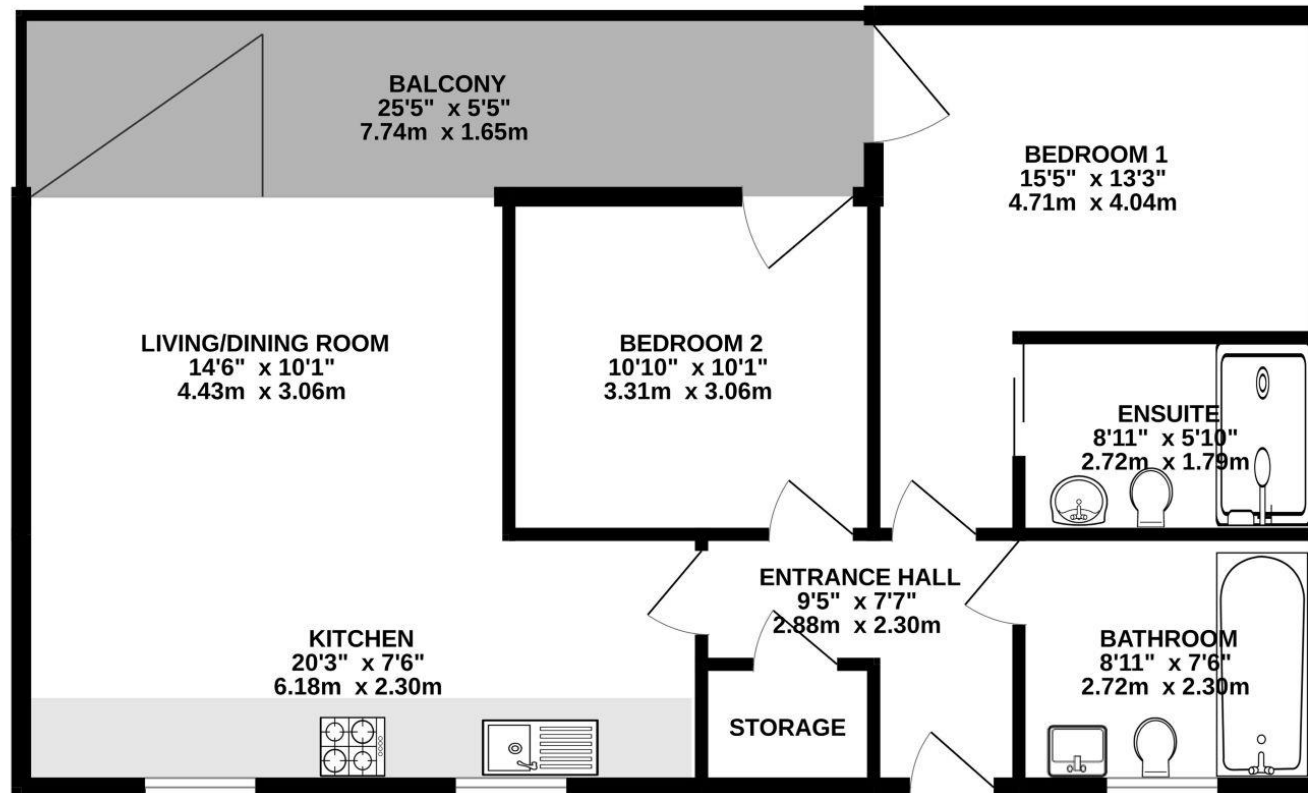 BALCONY
25'5" x 5'5"
7.74m x 1.65m
BEDROOM 1
15'5" x 13'3"
4.71m x 4.04m
LIVING/DINING ROOM
14'6" x 10'1"
4.43m x 3.06m
BEDROOM 2
10'10" x 10'1"
3.31m x 3.06m
ENSUITE
8'11" x 5'10"
2.72m x 1.79m
ENTRANCE HALL
9'5" x 7'7"
2.88m x 2.30m
KITCHEN
20'3" x 7'6"
6.18m x 2.30m
BATHROOM
8'11" x 7'6"
2.72m x 2.30m
STORAGE